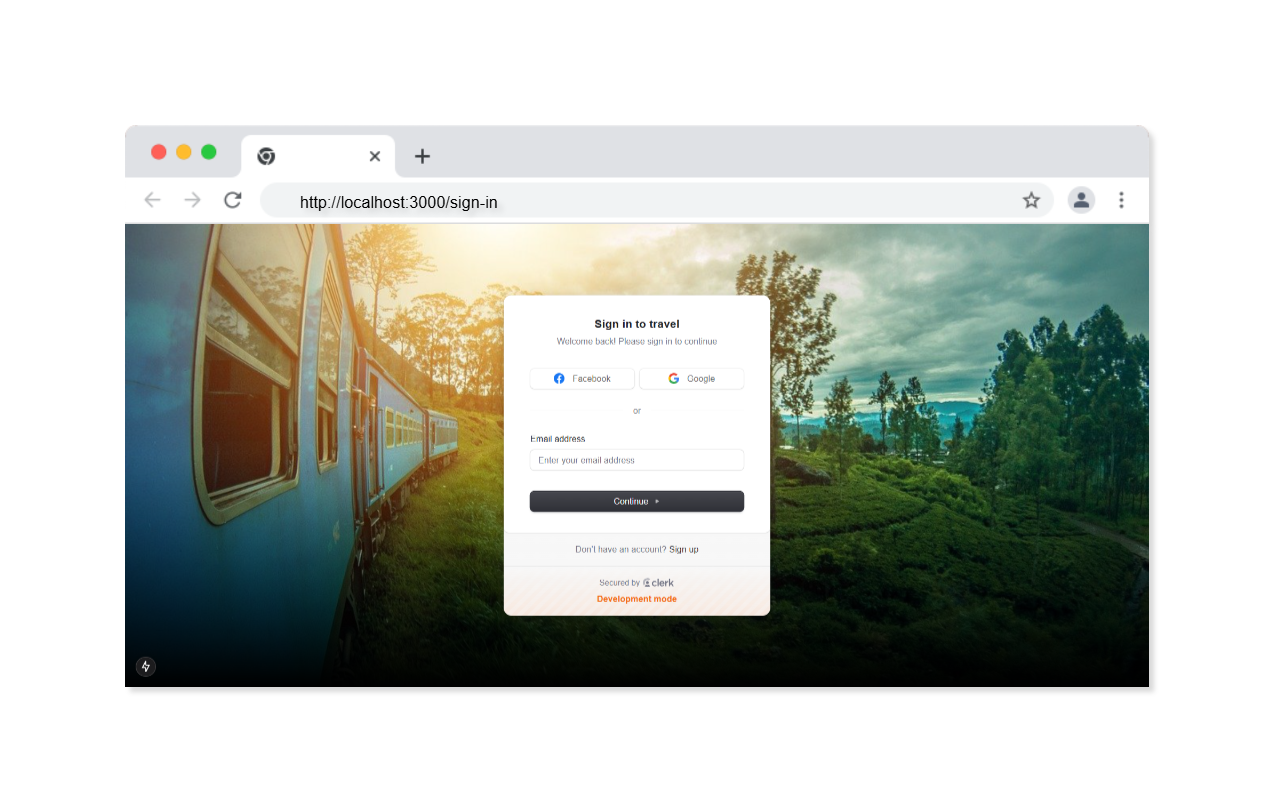 http://localhost:3000/sign-in
Sign in to travel
Welcome back! Please sign in to continue
Facebook
Google
or
Email address
Enter your email address
Continue
Don't have an account? Sign up
Secured by clerk
Development mode